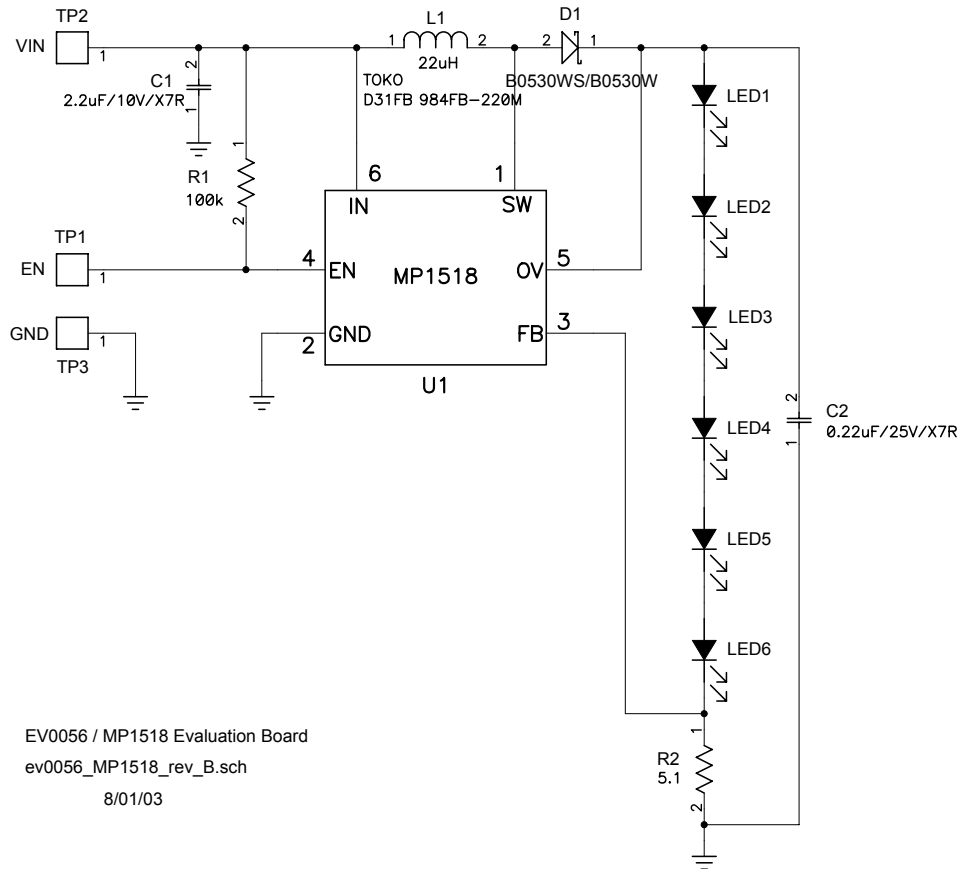 TP2
VIN
1
C1
2.2uF/10V/X7R
2
1
R1
100k
1
2
TP1
EN
1
GND
1
TP3
L1
1
2
22uH
TOKO
D31FB 984FB-220M
D1
2
1
B0530WS/B0530W
6
1
IN
SW
4
EN
MP1518
OV
5
2
GND
FB
3
U1
LED1
LED2
LED3
LED4
LED5
LED6
2
1
C2
0.22uF/25V/X7R
1
R2
5.1
2
EV0056 / MP1518 Evaluation Board
ev0056_MP1518_rev_B.sch
8/01/03